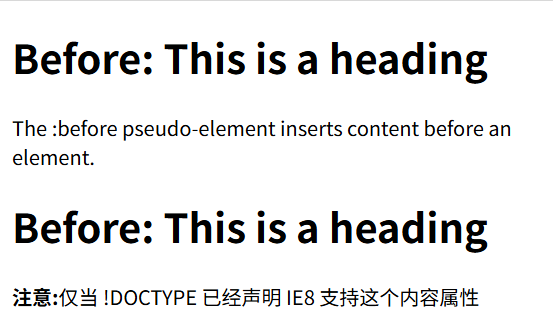 Before: This is a heading
The :before pseudo-element inserts content before an
element.
Before: This is a heading
注意:仅当 !DOCTYPE 已经声明 IE8 支持这个内容属性